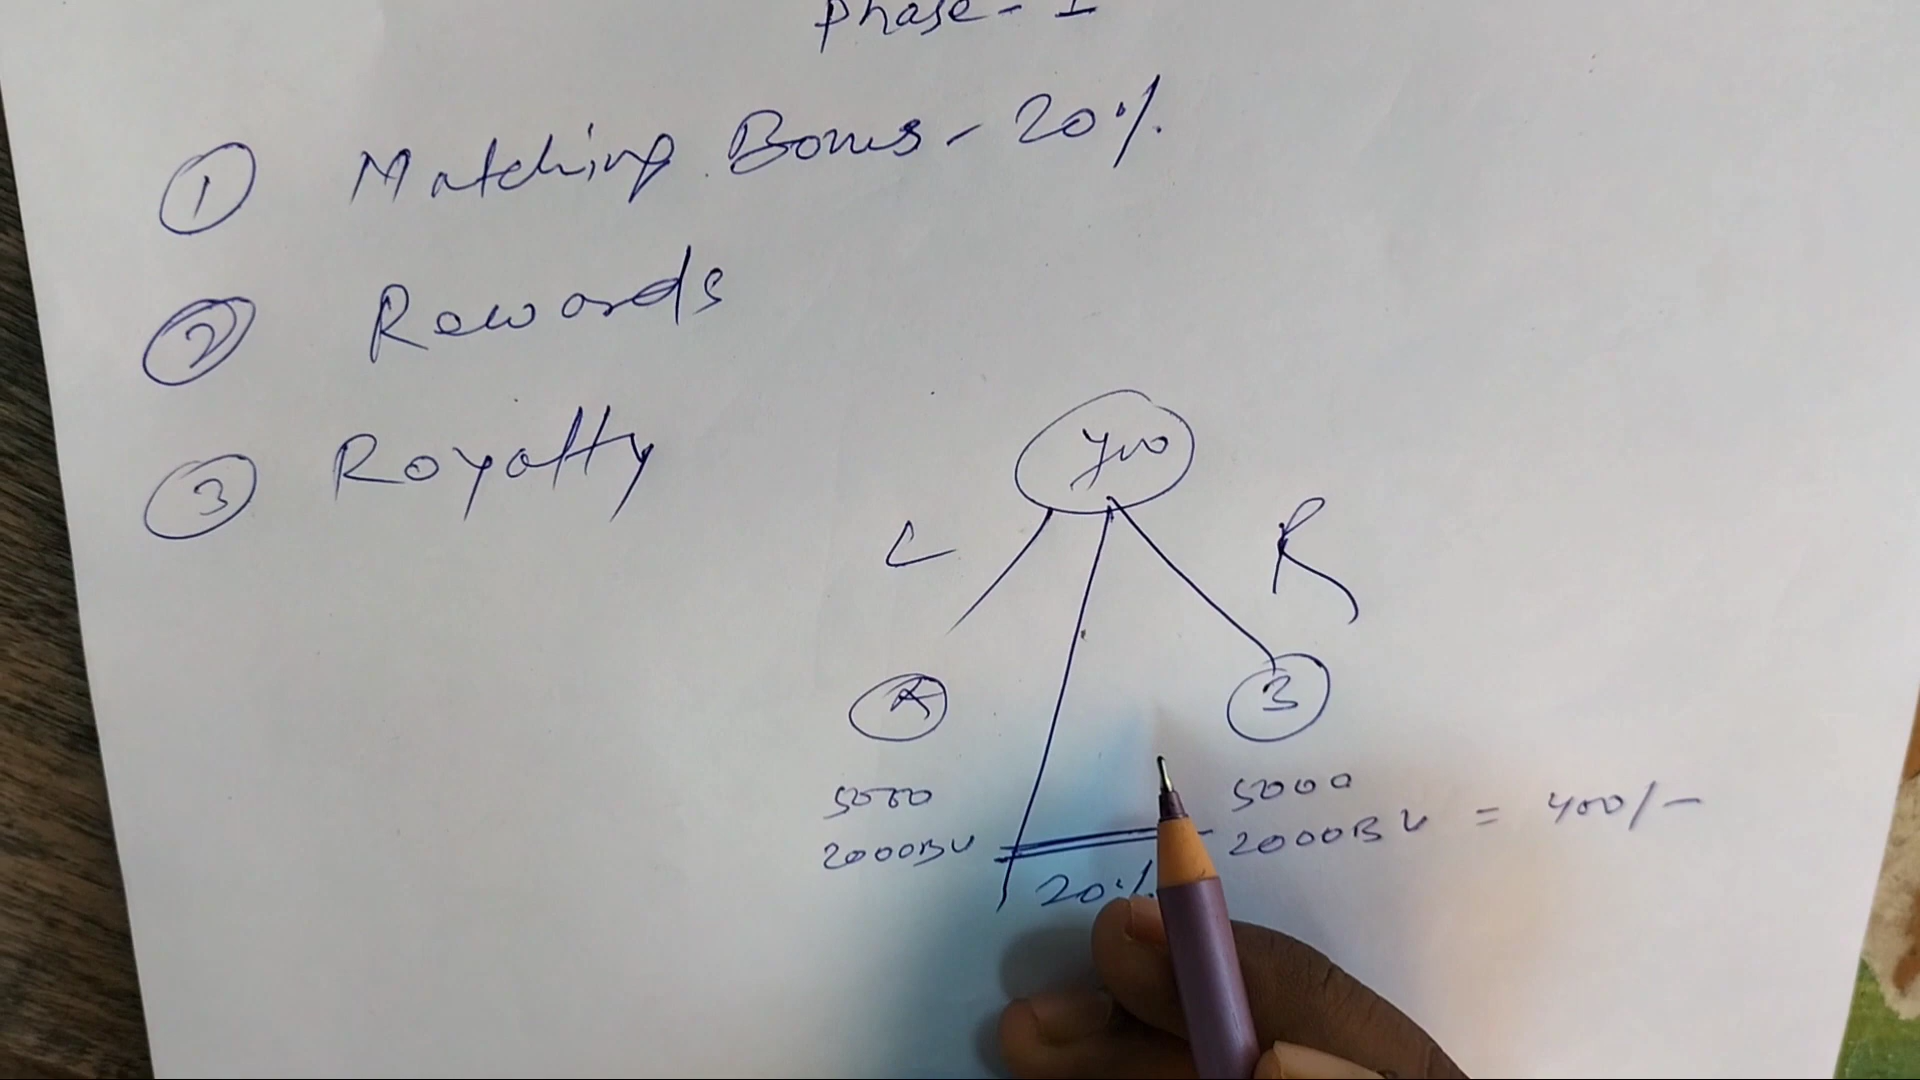 Phase - I
① Matching Bonus - 20%
② Rewards
③ Royalty
you
L R
A B
5000 5000
2000BV 2000BV = 400/-
20%